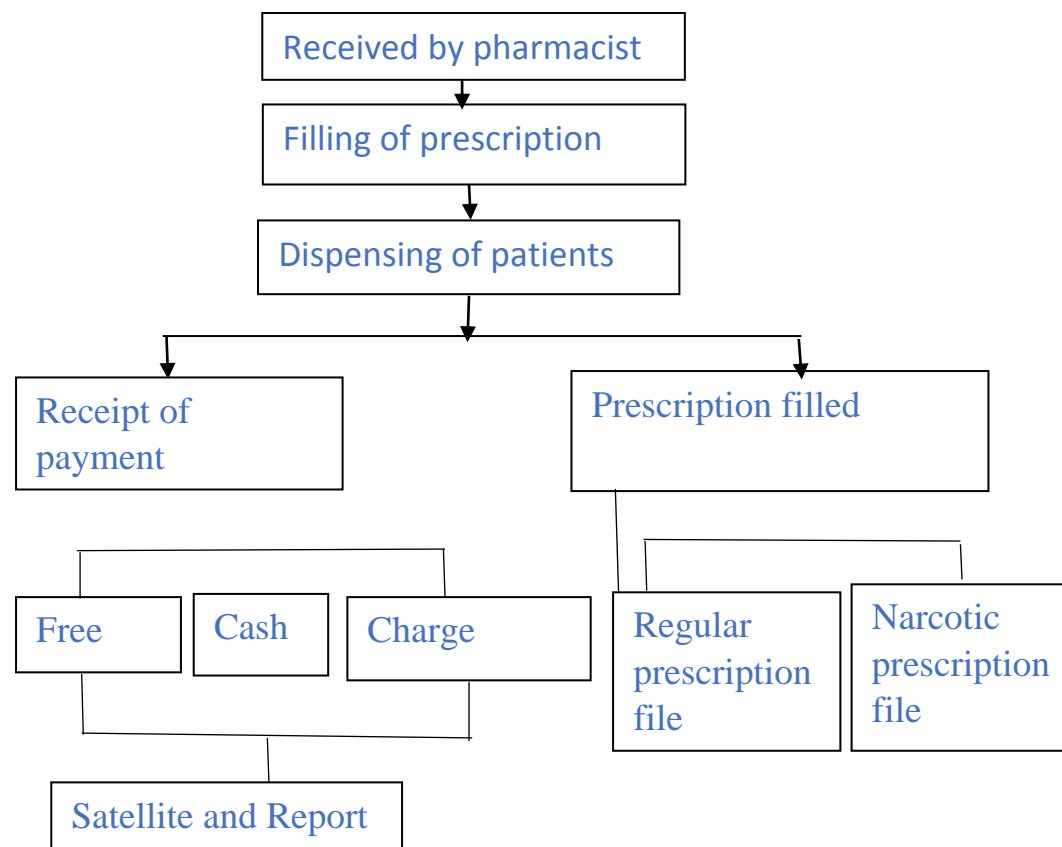 Received by pharmacist
Filling of prescription
Dispensing of patients
Receipt of
payment
Prescription filled
Free
Cash
Charge
Regular
prescription
file
Narcotic
prescription
file
Satellite and Report